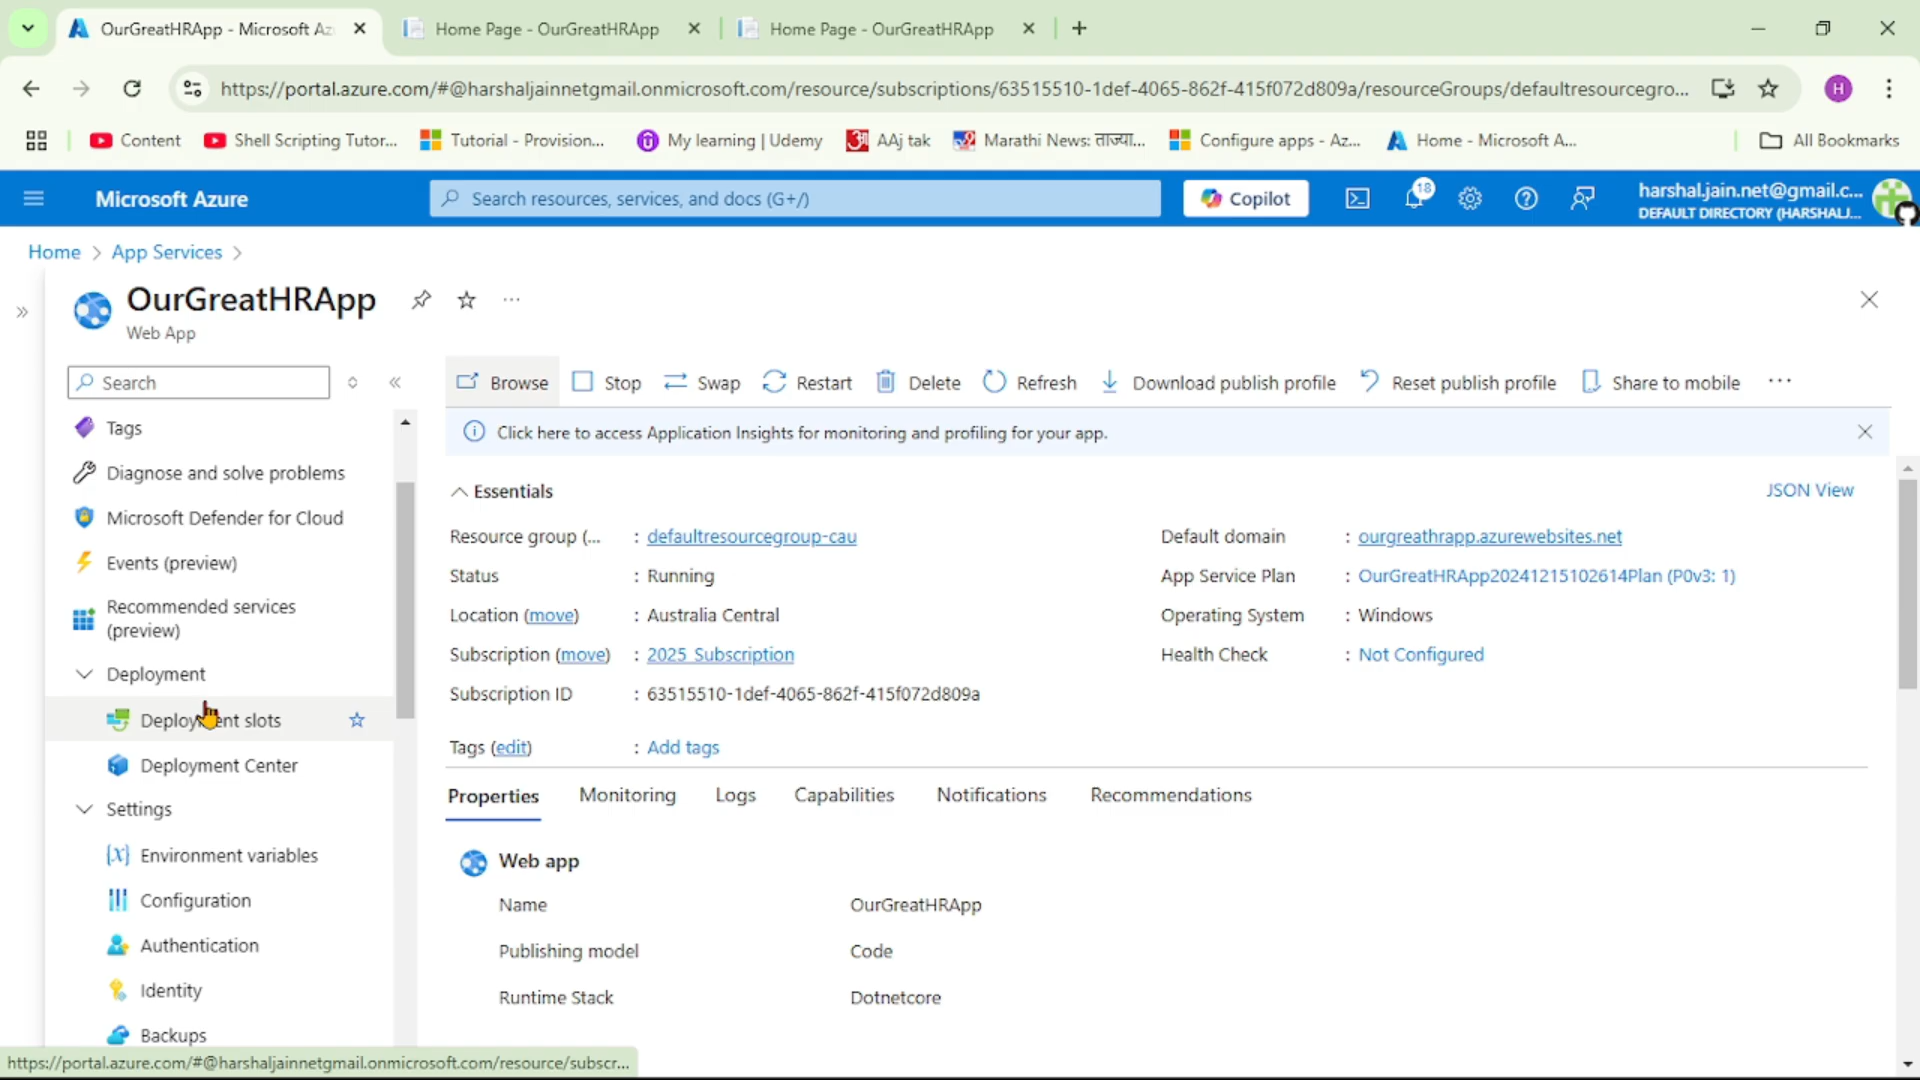 OurGreatHRApp - Microsoft Az
Home Page - OurGreatHRApp
Home Page - OurGreatHRApp
https://portal.azure.com/#@harshaljainnetgmail.onmicrosoft.com/resource/subscriptions/63515510-1def-4065-862f-415f072d809a/resourceGroups/defaultresourcegro...
H
Content
Shell Scripting Tutor...
Tutorial - Provision...
My learning | Udemy
AAj tak
Marathi News: ताज्या...
Configure apps - Az...
Home - Microsoft A...
All Bookmarks
Microsoft Azure
Search resources, services, and docs (G+/)
Copilot
18
harshal.jain.net@gmail.c...
DEFAULT DIRECTORY (HARSHALJ...
Home > App Services >
OurGreatHRApp
Web App
Search
Browse
Stop
Swap
Restart
Delete
Refresh
Download publish profile
Reset publish profile
Share to mobile
Click here to access Application Insights for monitoring and profiling for your app.
Tags
Diagnose and solve problems
Microsoft Defender for Cloud
Events (preview)
Recommended services
(preview)
Deployment
Deployment slots
Deployment Center
Settings
Environment variables
Configuration
Authentication
Identity
Backups
Essentials
JSON View
Resource group (... : defaultresourcegroup-cau
Status : Running
Location (move) : Australia Central
Subscription (move) : 2025 Subscription
Subscription ID : 63515510-1def-4065-862f-415f072d809a
Tags (edit) : Add tags
Default domain : ourgreathrapp.azurewebsites.net
App Service Plan : OurGreatHRApp20241215102614Plan (P0v3: 1)
Operating System : Windows
Health Check : Not Configured
Properties
Monitoring
Logs
Capabilities
Notifications
Recommendations
Web app
Name OurGreatHRApp
Publishing model Code
Runtime Stack Dotnetcore
https://portal.azure.com/#@harshaljainnetgmail.onmicrosoft.com/resource/subscr...